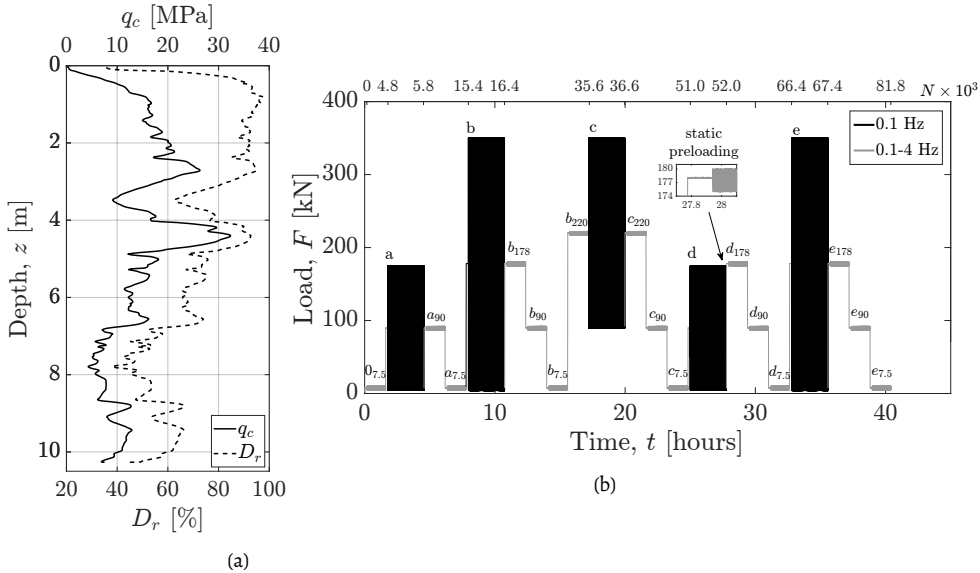 q_c [MPa]
0 10 20 30 40
0
2
4
6
8
10
Depth, z [m]
q_c
D_r
20 40 60 80 100
D_r [%]
(a)
0 4.8 5.8 15.4 16.4 35.6 36.6 51.0 52.0 66.4 67.4 81.8 N × 10³
400
300
200
100
0
Load, F [kN]
0.1 Hz
0.1-4 Hz
static
preloading
180
177
174
27.8 28
a b c d e
b_220 c_220
b_178 d_178 e_178
a_90 b_90 c_90 d_90 e_90
0_7.5 a_7.5 b_7.5 c_7.5 d_7.5 e_7.5
0 10 20 30 40
Time, t [hours]
(b)